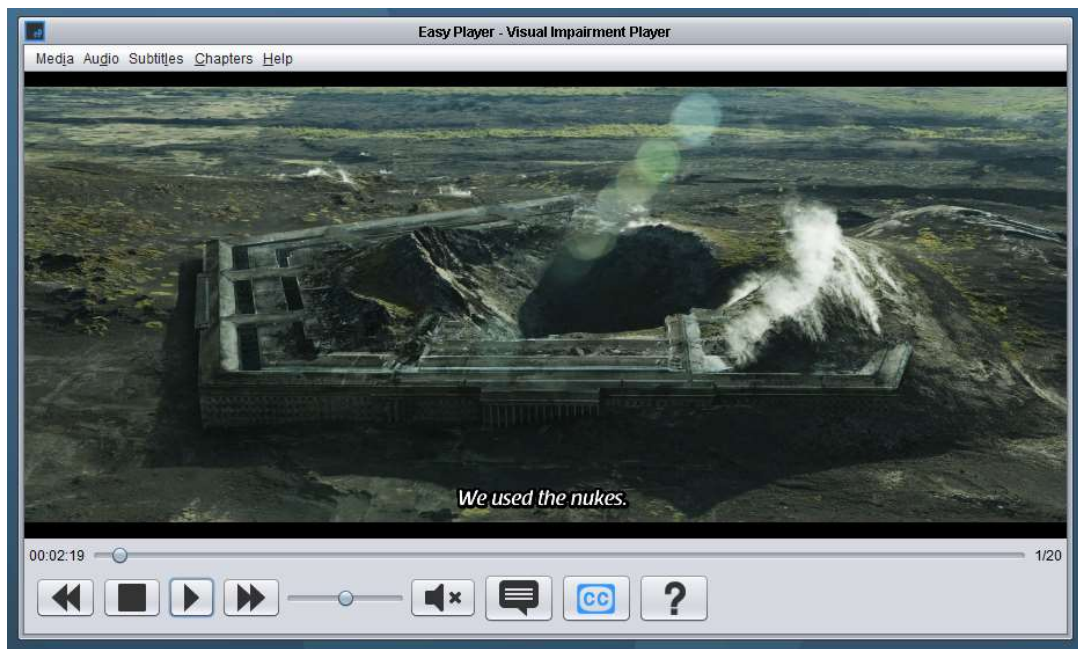 Easy Player - Visual Impairment Player
Media Audio Subtitles Chapters Help
We used the nukes.
00:02:19
1/20
CC
?